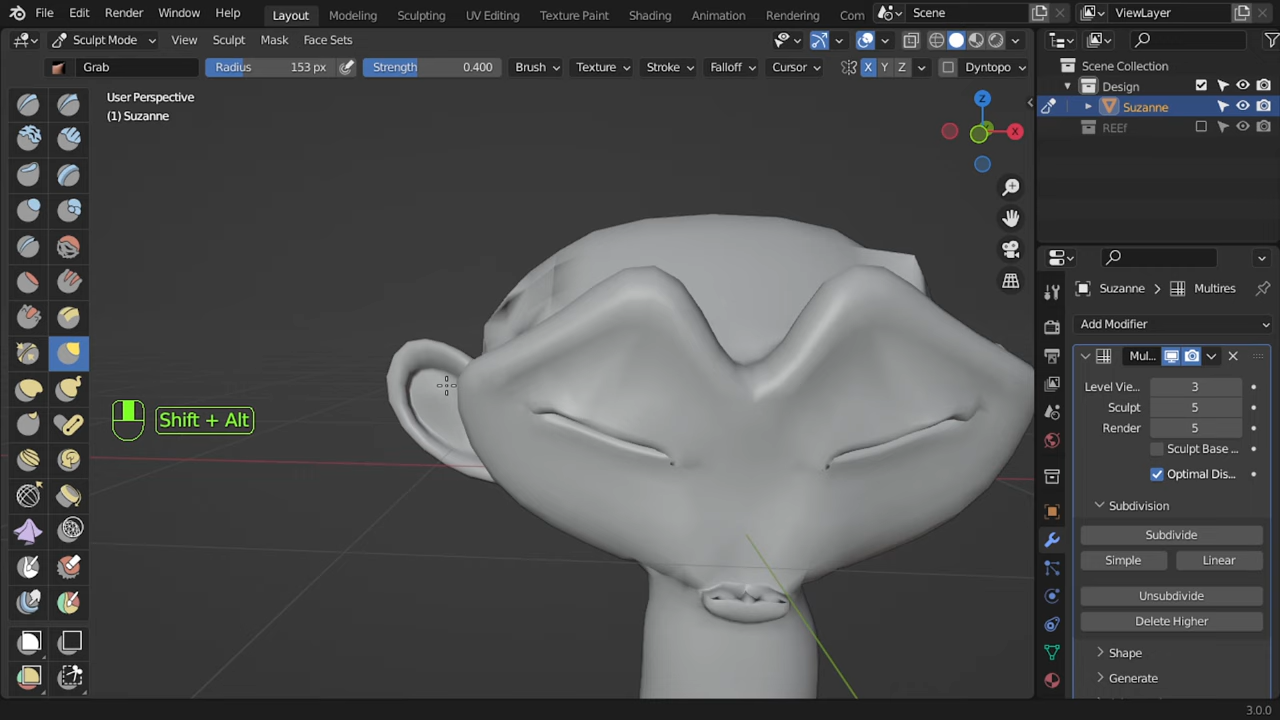 File Edit Render Window Help Layout Modeling Sculpting UV Editing Texture Paint Shading Animation Rendering Com Scene ViewLayer
Sculpt Mode View Sculpt Mask Face Sets
Grab Radius 153 px Strength 0.400 Brush Texture Stroke Falloff Cursor X Y Z Dyntopo
User Perspective
(1) Suzanne
Z
X
Shift + Alt
Scene Collection
Design
Suzanne
REEf
Suzanne > Multires
Add Modifier
Mul...
Level Vie... 3
Sculpt 5
Render 5
Sculpt Base ...
Optimal Dis...
Subdivision
Subdivide
Simple Linear
Unsubdivide
Delete Higher
Shape
Generate
3.0.0